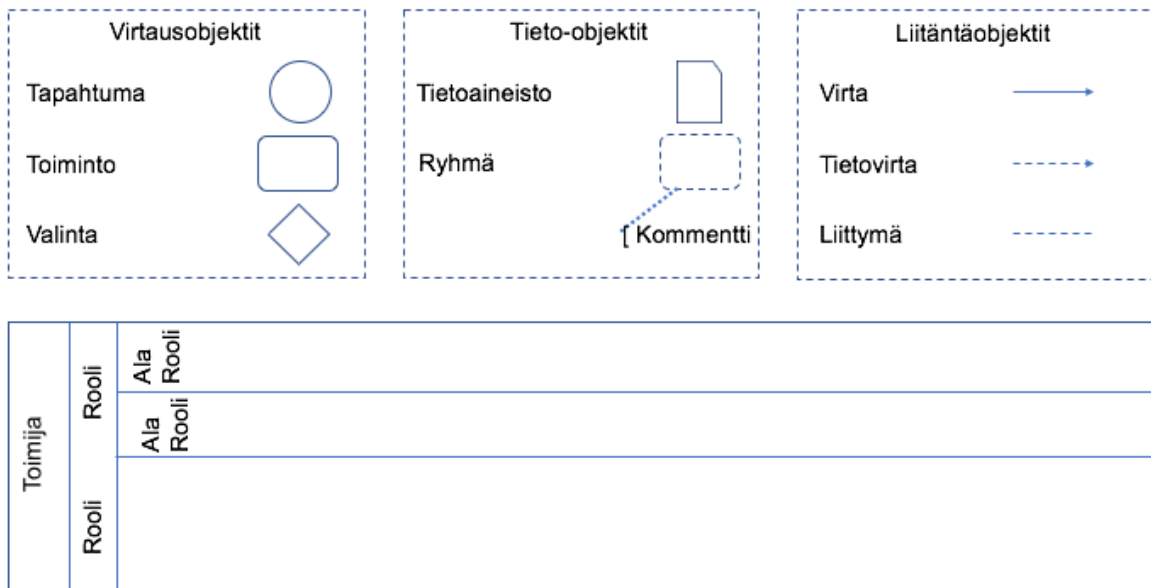 Virtausobjektit
Tapahtuma
Toiminto
Valinta
Tieto-objektit
Tietoaineisto
Ryhmä
[ Kommentti
Liitäntäobjektit
Virta
Tietovirta
Liittymä
Toimija
Rooli
Ala
Rooli
Ala
Rooli
Rooli